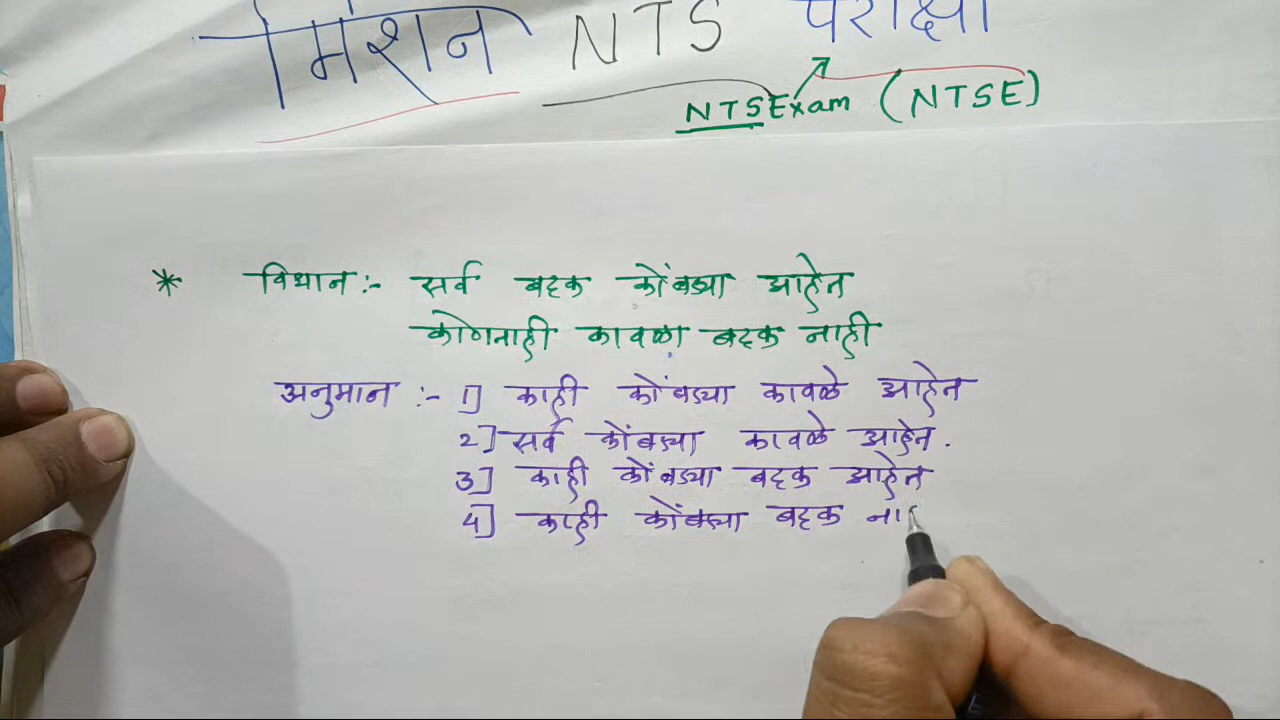 मिशन NTS परीक्षा
NTSExam (NTSE)
* विधान :- सर्व बदक कोंबड्या आहेत
कोणताही कावळा बदक नाही
अनुमान :- 1] काही कोंबड्या कावळे आहेत
2] सर्व कोंबड्या कावळे आहेत.
3] काही कोंबड्या बदक आहेत
4] काही कोंबड्या बदक ना